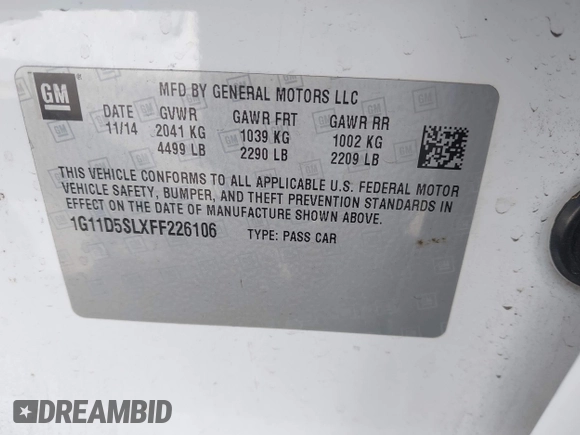 GM
MFD BY GENERAL MOTORS LLC
DATE GVWR GAWR FRT GAWR RR
11/14 2041 KG 1039 KG 1002 KG
4499 LB 2290 LB 2209 LB
THIS VEHICLE CONFORMS TO ALL APPLICABLE U.S. FEDERAL MOTOR
VEHICLE SAFETY, BUMPER, AND THEFT PREVENTION STANDARDS IN
EFFECT ON THE DATE OF MANUFACTURE SHOWN ABOVE.
1G11D5SLXFF226106 TYPE: PASS CAR
DREAMBID